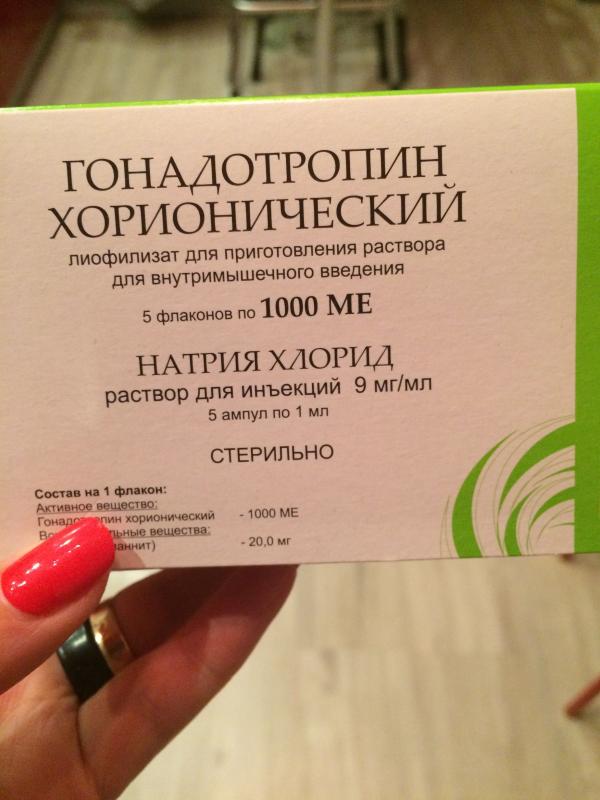 ГОНАДОТРОПИН
ХОРИОНИЧЕСКИЙ
лиофилизат для приготовления раствора
для внутримышечного введения
5 флаконов по 1000 МЕ
НАТРИЯ ХЛОРИД
раствор для инъекций 9 мг/мл
5 ампул по 1 мл
СТЕРИЛЬНО
Состав на 1 флакон:
Активное вещество:
хорионический - 1000 МЕ
вещества:
- 20,0 мг